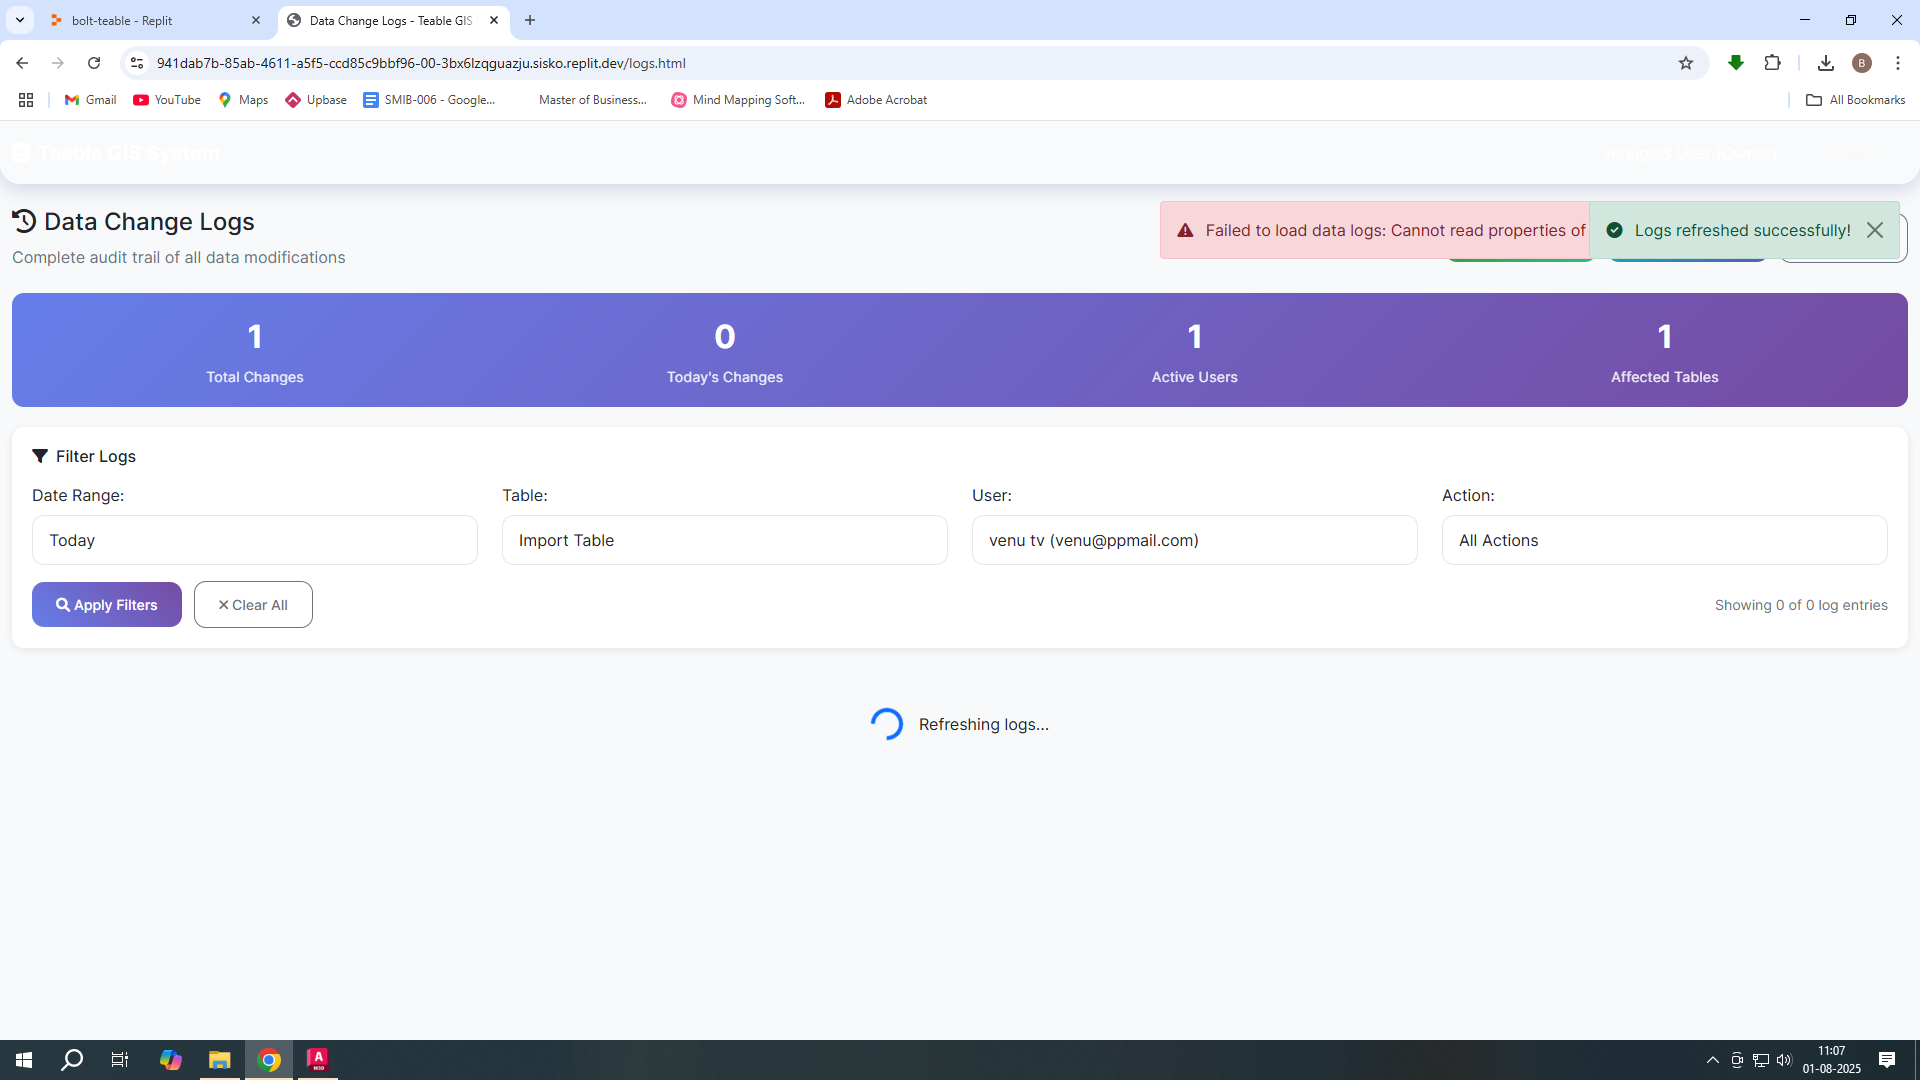 bolt-teable - Replit
Data Change Logs - Teable GIS
941dab7b-85ab-4611-a5f5-ccd85c9bbf96-00-3bx6lzqguazju.sisko.replit.dev/logs.html
B
Gmail
YouTube
Maps
Upbase
SMIB-006 - Google...
Master of Business...
Mind Mapping Soft...
Adobe Acrobat
All Bookmarks
Teable GIS System
Data Change Logs
Complete audit trail of all data modifications
Failed to load data logs: Cannot read properties of
Logs refreshed successfully!
1
Total Changes
0
Today's Changes
1
Active Users
1
Affected Tables
Filter Logs
Date Range:
Today
Table:
Import Table
User:
venu tv (venu@ppmail.com)
Action:
All Actions
Apply Filters
Clear All
Showing 0 of 0 log entries
Refreshing logs...
11:07
01-08-2025